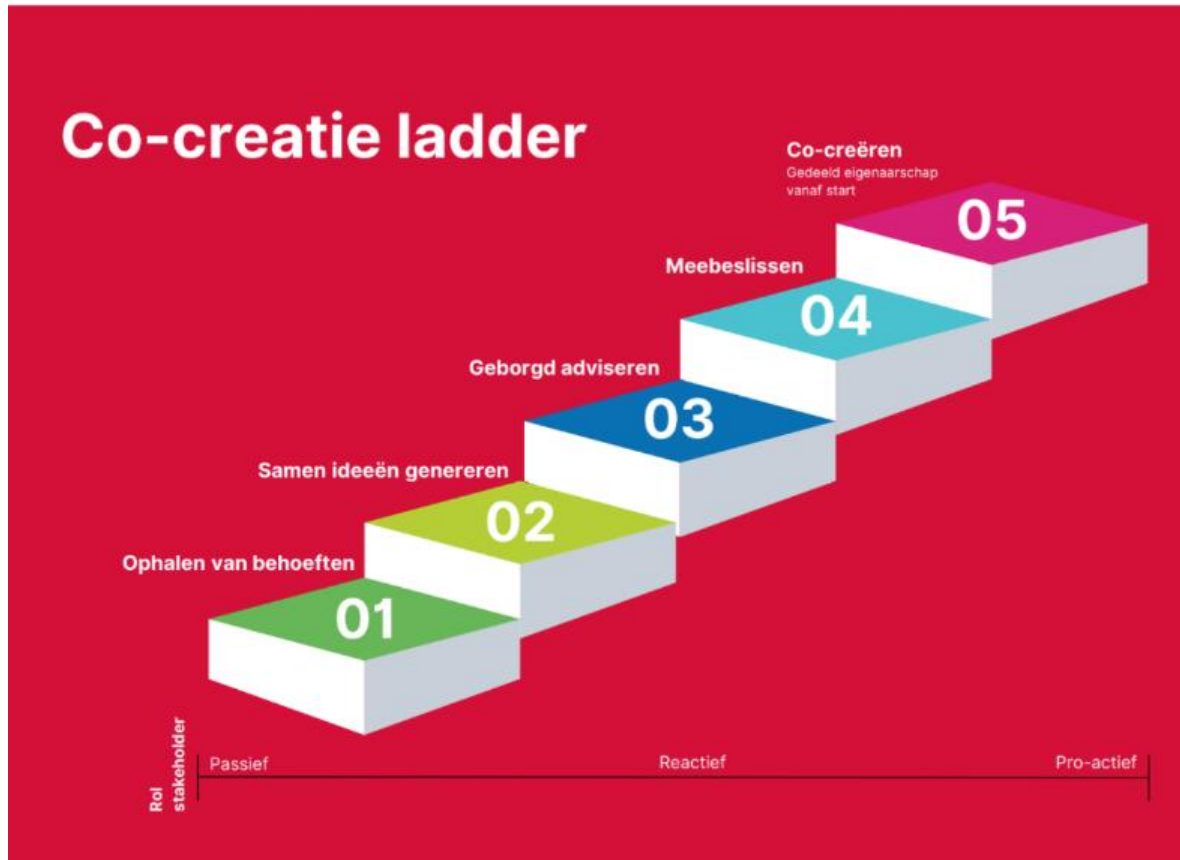 Co-creatie ladder
Co-creëren
Gedeeld eigenaarschap
vanaf start
05
Meebeslissen
04
Geborgd adviseren
03
Samen ideeën genereren
02
Ophalen van behoeften
01
Rol
stakeholder
Passief
Reactief
Pro-actief